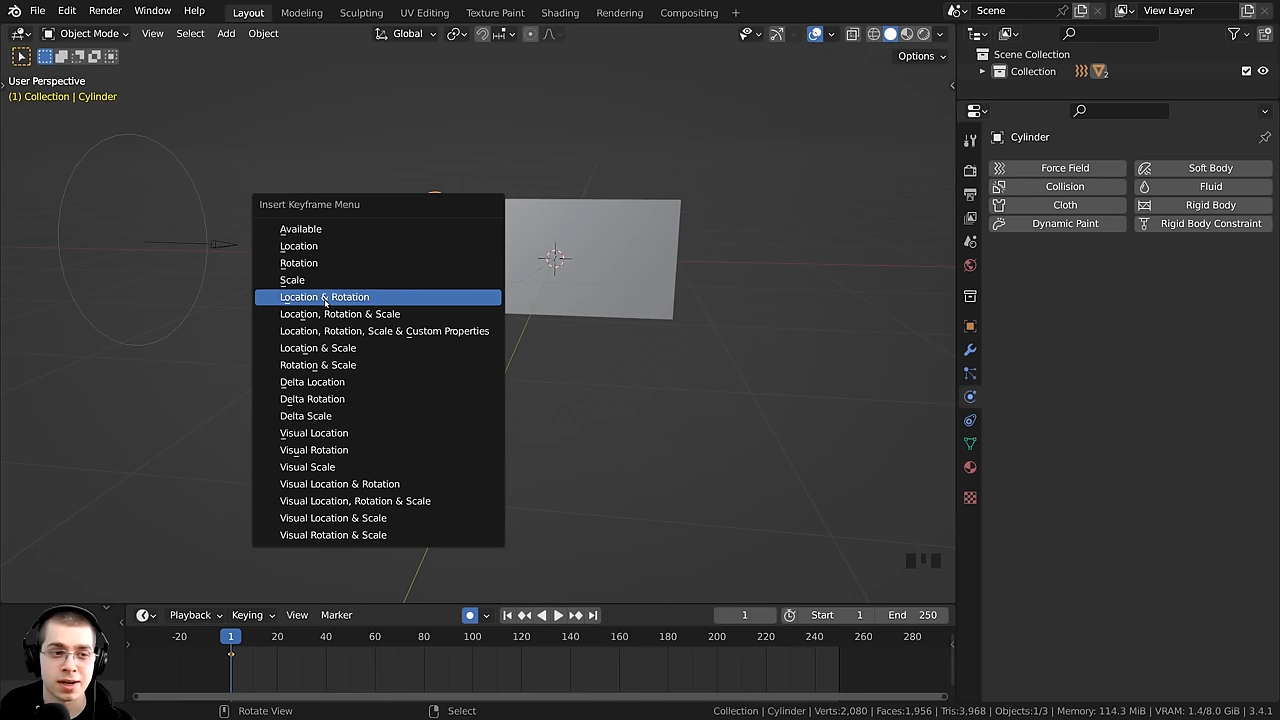 File Edit Render Window Help
Layout Modeling Sculpting UV Editing Texture Paint Shading Rendering Compositing +
Scene
View Layer
Object Mode View Select Add Object
Global
Options
User Perspective
(1) Collection | Cylinder
Scene Collection
Collection
2
Cylinder
Force Field
Soft Body
Collision
Fluid
Cloth
Rigid Body
Dynamic Paint
Rigid Body Constraint
Insert Keyframe Menu
Available
Location
Rotation
Scale
Location & Rotation
Location, Rotation & Scale
Location, Rotation, Scale & Custom Properties
Location & Scale
Rotation & Scale
Delta Location
Delta Rotation
Delta Scale
Visual Location
Visual Rotation
Visual Scale
Visual Location & Rotation
Visual Location, Rotation & Scale
Visual Location & Scale
Visual Rotation & Scale
Playback Keying View Marker
1
Start 1
End 250
-20 1 20 40 60 80 100 120 140 160 180 200 220 240 260 280
Rotate View
Select
Collection | Cylinder | Verts:2,080 | Faces:1,956 | Tris:3,968 | Objects:1/3 | Memory: 114.3 MiB | VRAM: 1.4/8.0 GiB | 3.4.1